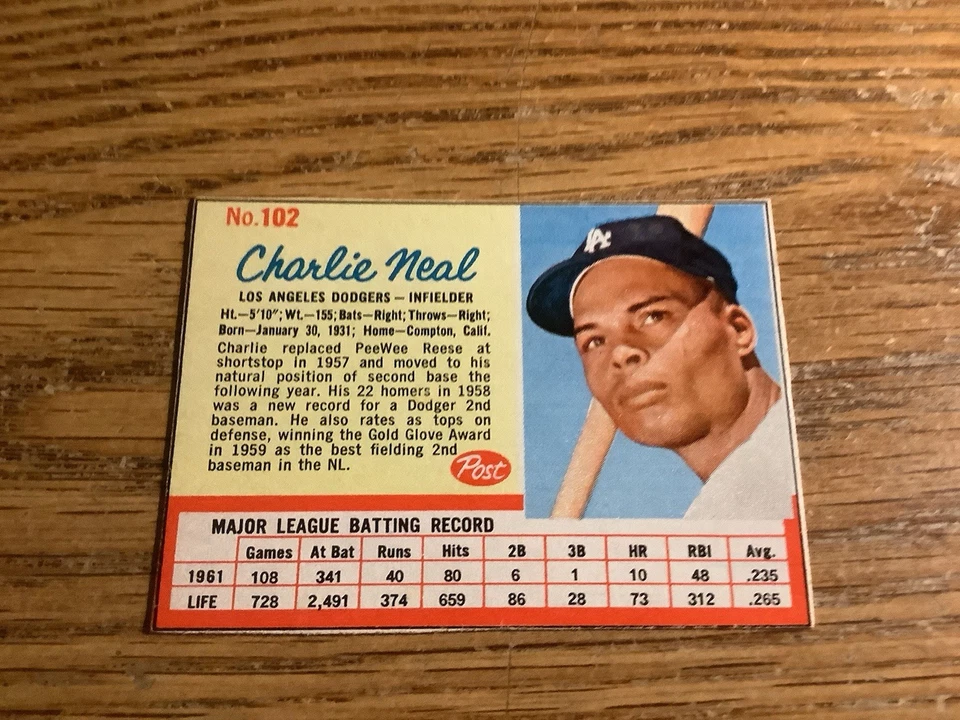 No.102
Charlie Neal
LOS ANGELES DODGERS — INFIELDER
Ht.—5'10"; Wt.—155; Bats—Right; Throws—Right;
Born—January 30, 1931; Home—Compton, Calif.
Charlie replaced PeeWee Reese at
shortstop in 1957 and moved to his
natural position of second base the
following year. His 22 homers in 1958
was a new record for a Dodger 2nd
baseman. He also rates as tops on
defense, winning the Gold Glove Award
in 1959 as the best fielding 2nd
baseman in the NL.
Post
LA
MAJOR LEAGUE BATTING RECORD
Games At Bat Runs Hits 2B 3B HR RBI Avg.
1961 108 341 40 80 6 1 10 48 .235
LIFE 728 2,491 374 659 86 28 73 312 .265